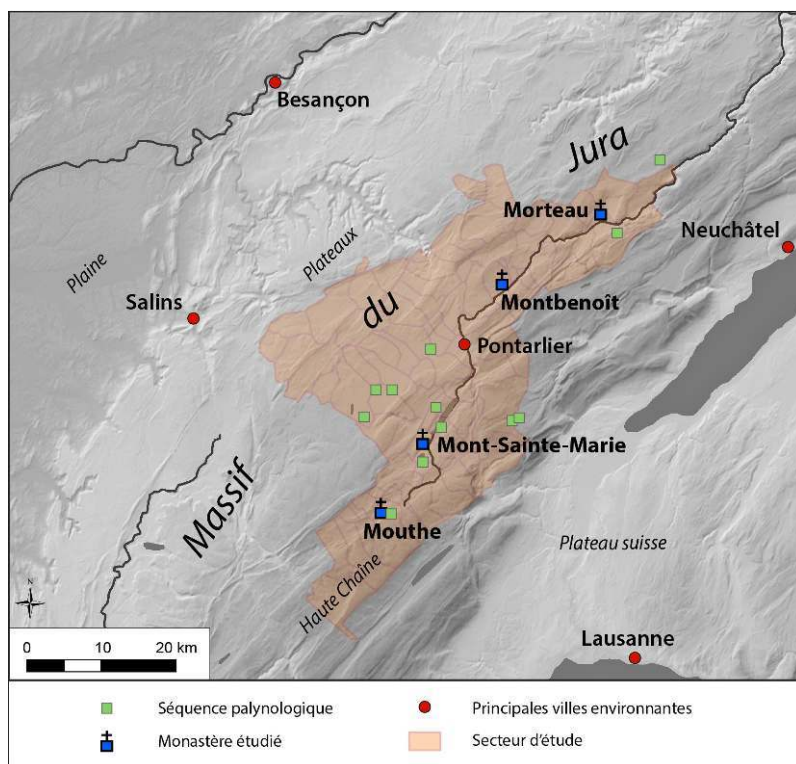 Besançon
Jura
Morteau
Neuchâtel
Plateaux
Plaine
Montbenoît
Salins
du
Pontarlier
Mont-Sainte-Marie
Massif
Mouthe
Plateau suisse
Haute Chaîne
N
0 10 20 km
Lausanne
Séquence palynologique
Principales villes environnantes
Monastère étudié
Secteur d'étude